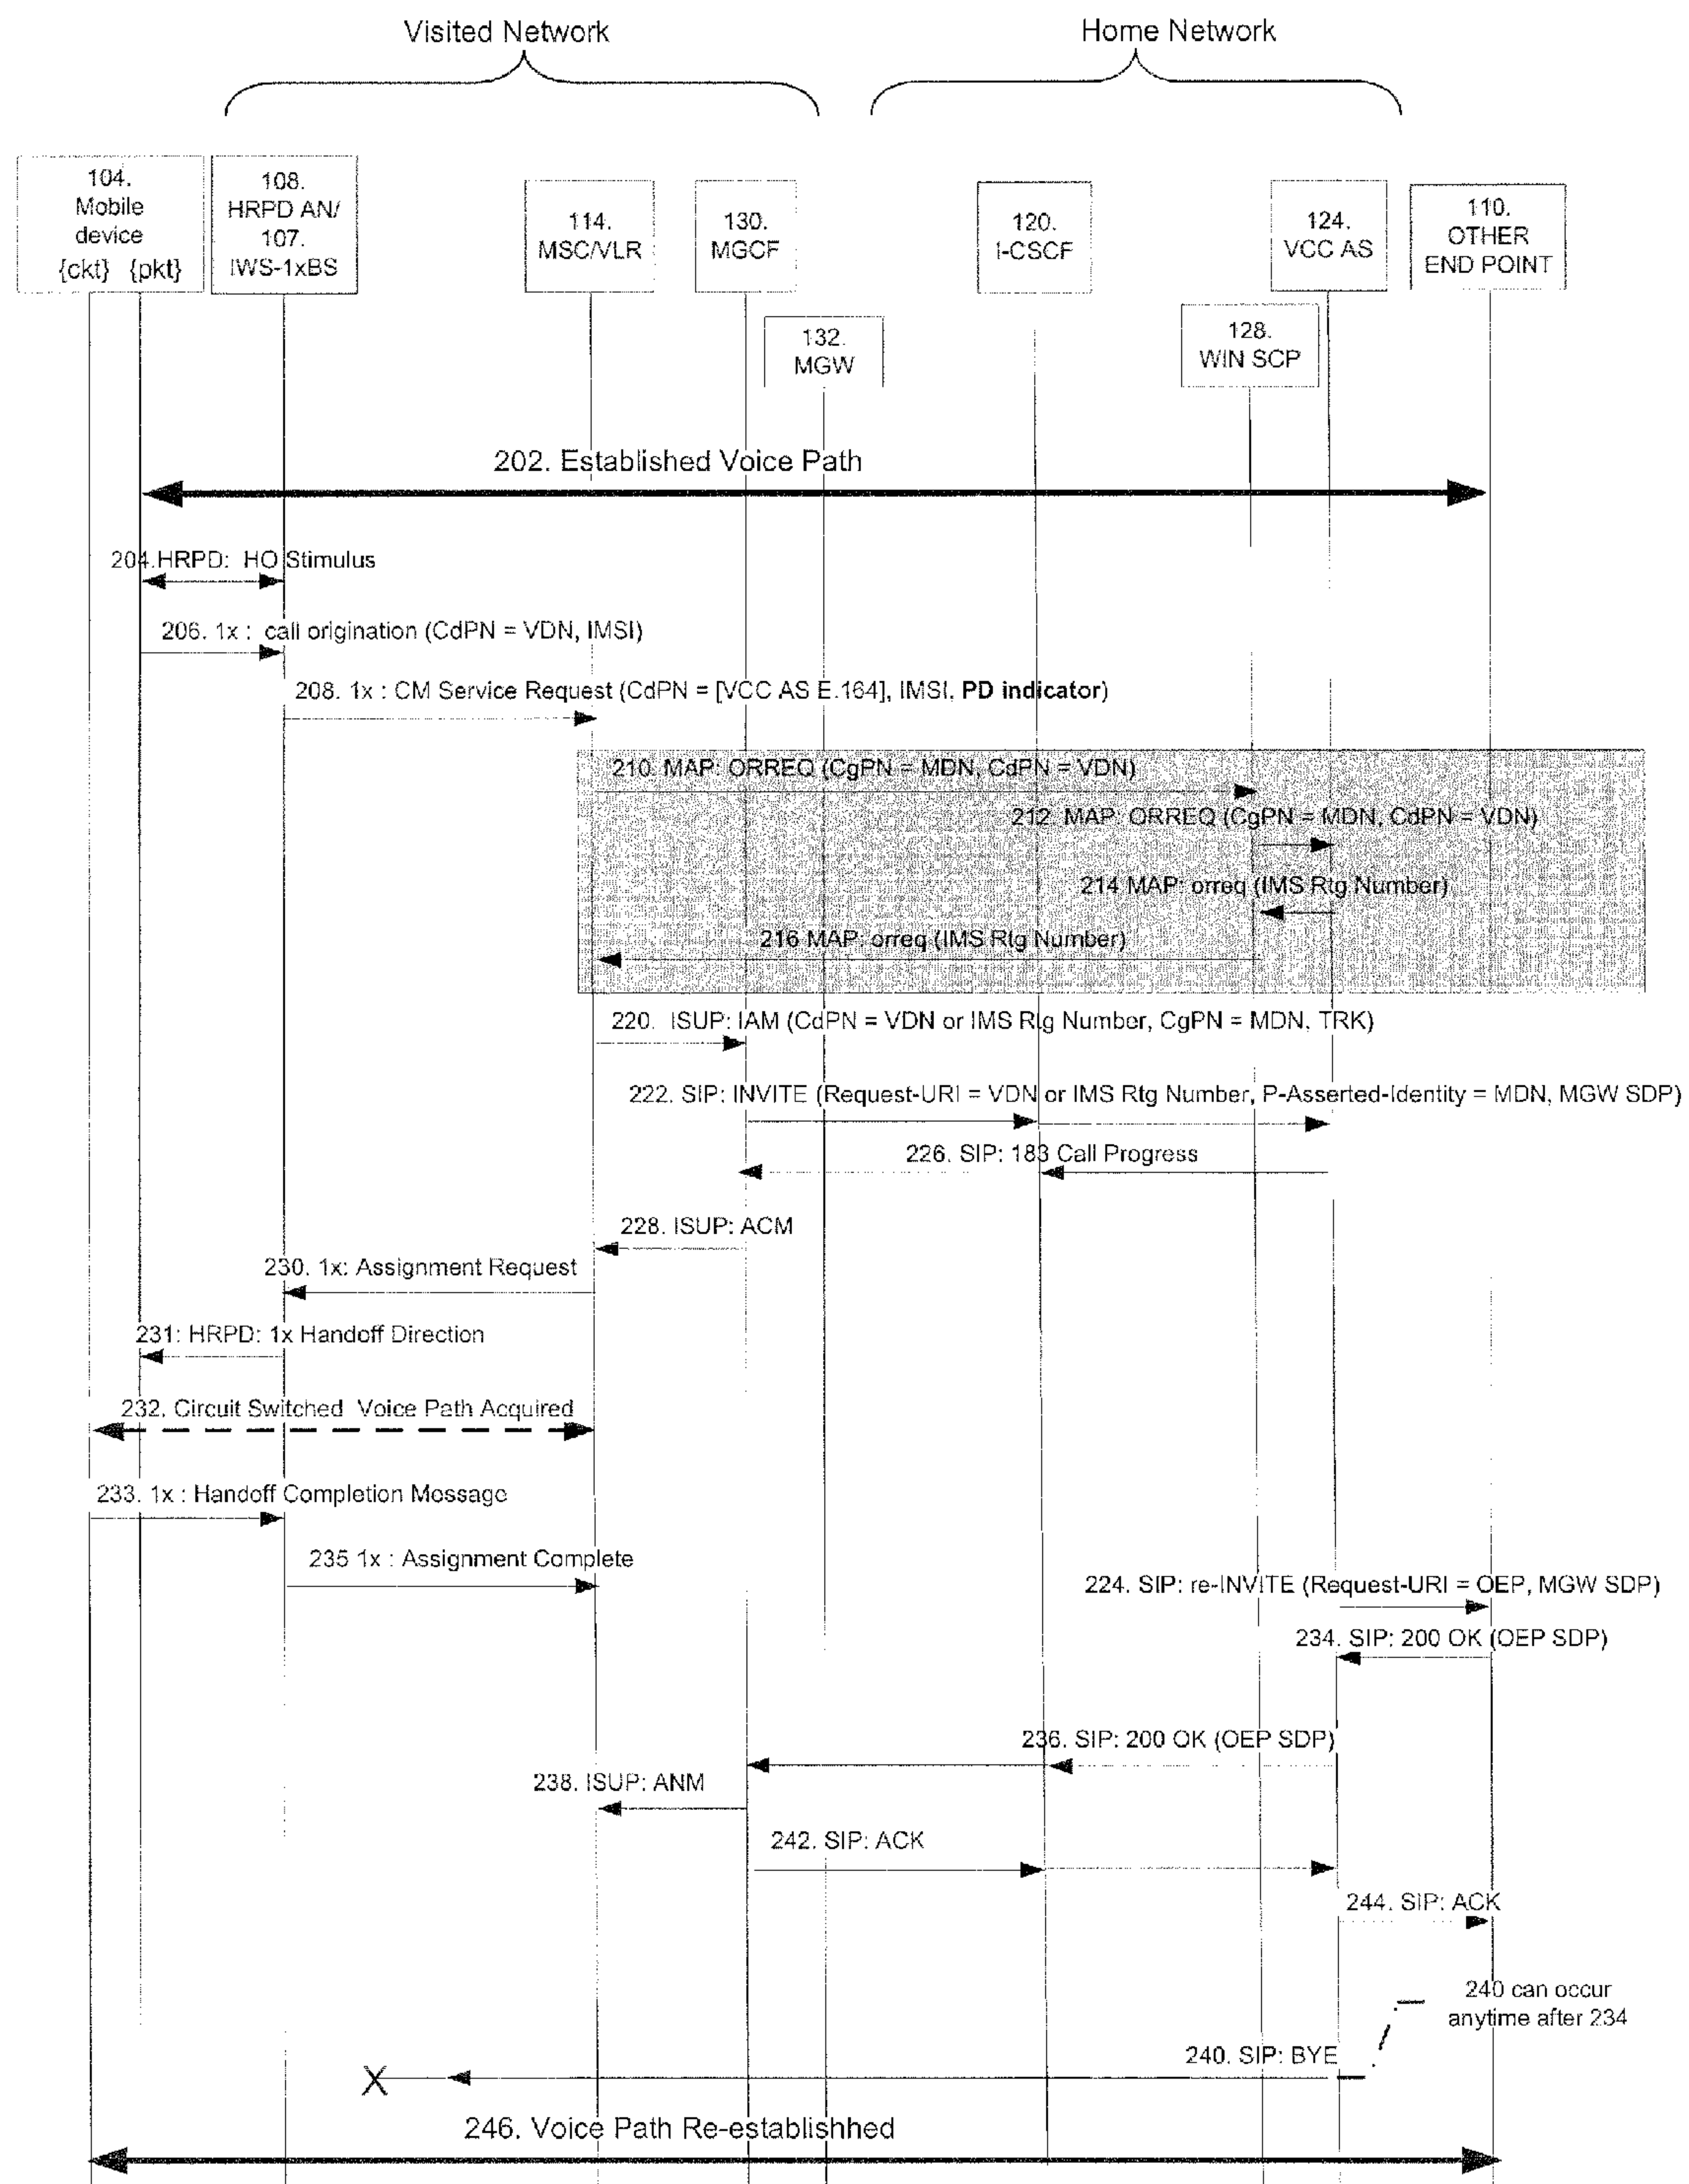 Visited Network
Home Network
104.
Mobile
device
{ckt} {pkt}
108.
HRPD AN/
107.
IWS-1xBS
114.
MSC/VLR
130.
MGCF
120.
I-CSCF
124.
VCC AS
110.
OTHER
END POINT
132.
MGW
128.
WIN SCP
202. Established Voice Path
204.HRPD: HO Stimulus
206. 1x : call origination (CdPN = VDN, IMSI)
208. 1x : CM Service Request (CdPN = [VCC AS E.164], IMSI, PD indicator)
210. MAP: ORREQ (CgPN = MDN, CdPN = VDN)
212. MAP: ORREQ (CgPN = MDN, CdPN = VDN)
214 MAP: orreq (IMS Rtg Number)
216 MAP: orreq (IMS Rtg Number)
220. ISUP: IAM (CdPN = VDN or IMS Rtg Number, CgPN = MDN, TRK)
222. SIP: INVITE (Request-URI = VDN or IMS Rtg Number, P-Asserted-Identity = MDN, MGW SDP)
226. SIP: 183 Call Progress
228. ISUP: ACM
230. 1x: Assignment Request
231: HRPD: 1x Handoff Direction
232. Circuit Switched Voice Path Acquired
233. 1x : Handoff Completion Message
235 1x : Assignment Complete
224. SIP: re-INVITE (Request-URI = OEP, MGW SDP)
234. SIP: 200 OK (OEP SDP)
236. SIP: 200 OK (OEP SDP)
238. ISUP: ANM
242. SIP: ACK
244. SIP: ACK
240 can occur
anytime after 234
240. SIP: BYE
X
246. Voice Path Re-establishhed